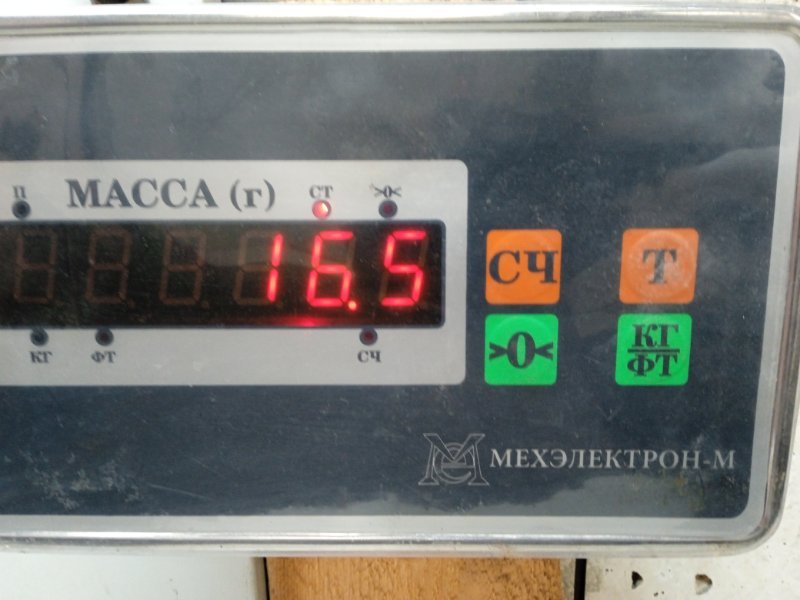 П МАССА (г) СТ >0<
16.5
КГ ФТ СЧ
СЧ Т
>0< КГ/ФТ
МЕХЭЛЕКТРОН-М